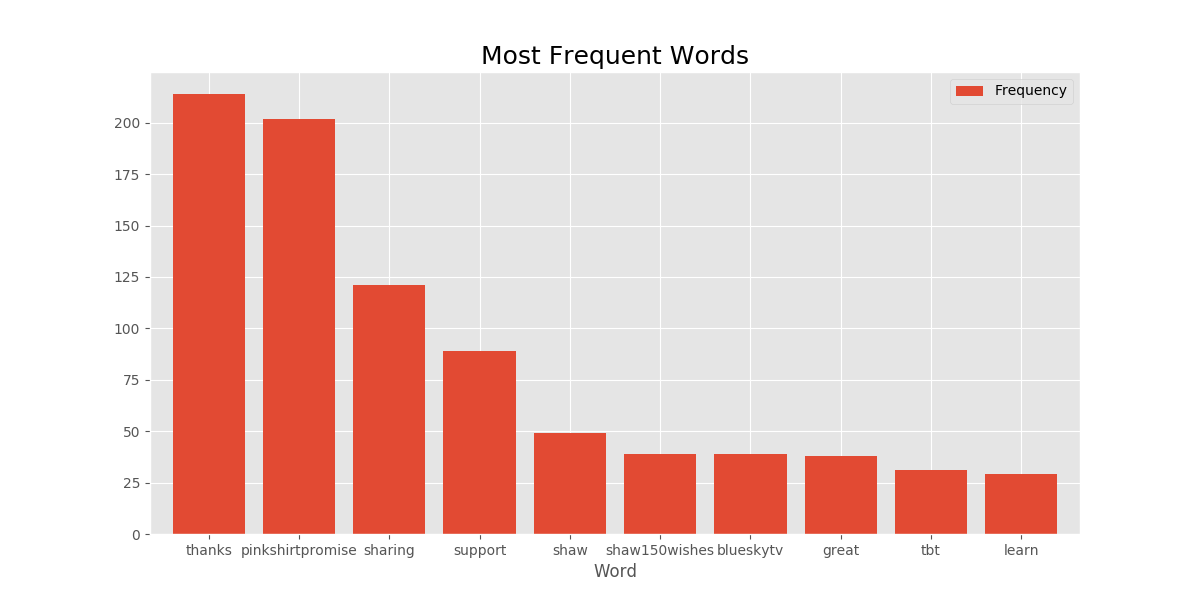 Most Frequent Words
Frequency
200
175
150
125
100
75
50
25
0
thanks pinkshirtpromise sharing support shaw shaw150wishes blueskytv great tbt learn
Word